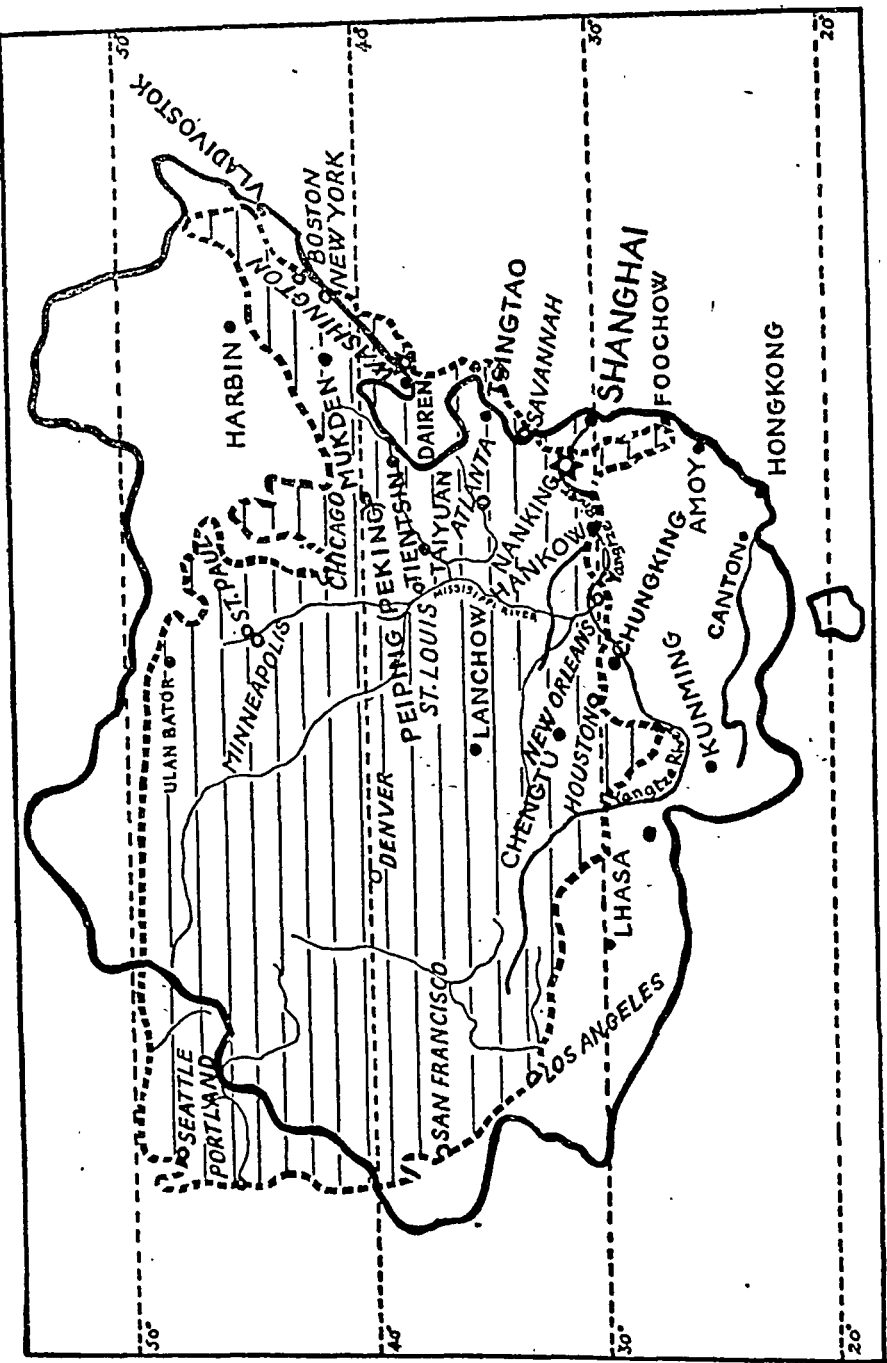 50°
40°
30°
20°
VLADIVOSTOK
BOSTON
NEW YORK
WASHINGTON
HARBIN
MUKDEN
DAIREN
TSINGTAO
SAVANNAH
SHANGHAI
FOOCHOW
AMOY
HONGKONG
CANTON
ST. PAUL
MINNEAPOLIS
ULAN BATOR
CHICAGO
PEIPING (PEKING)
TIENTSIN
TAIYUAN
ATLANTA
ST. LOUIS
MISSISSIPPI RIVER
NANKING
HANKOW
Yangtze
LANCHOW
NEW ORLEANS
CHUNGKING
CHENGTU
HOUSTON
KUNMING
Yangtze River
LHASA
DENVER
SEATTLE
PORTLAND
SAN FRANCISCO
LOS ANGELES
50°
40°
30°
20°